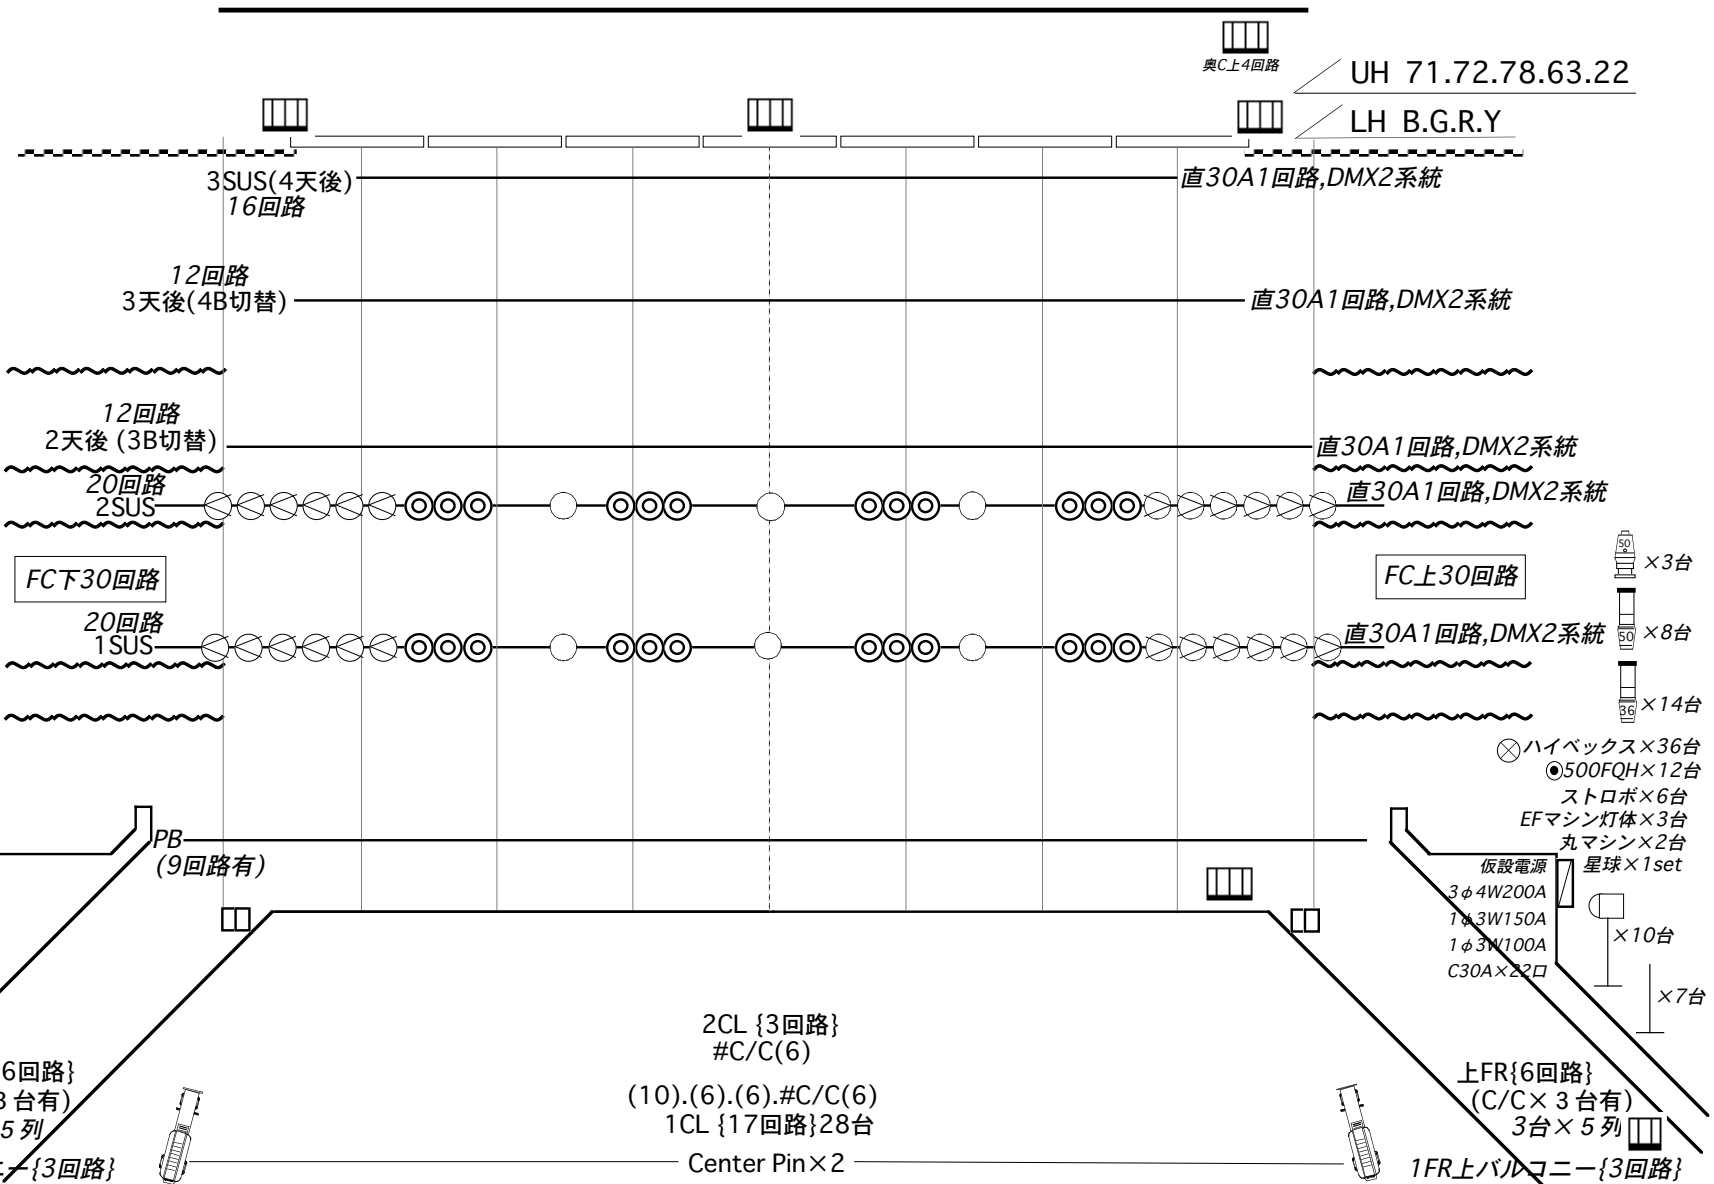 奥C上4回路
UH 71.72.78.63.22
LH B.G.R.Y
3SUS(4天後)
16回路
直30A1回路,DMX2系統
12回路
3天後(4B切替)
直30A1回路,DMX2系統
12回路
2天後 (3B切替)
直30A1回路,DMX2系統
20回路
2SUS
直30A1回路,DMX2系統
FC下30回路
FC上30回路
50
×3台
20回路
1SUS
直30A1回路,DMX2系統
50
×8台
36
×14台
ハイベックス×36台
500FQH×12台
ストロボ×6台
EFマシン灯体×3台
丸マシン×2台
星球×1set
PB
(9回路有)
仮設電源
3φ4W200A
1φ3W150A
1φ3W100A
C30A×22口
×10台
×7台
2CL {3回路}
#C/C(6)
(10).(6).(6).#C/C(6)
1CL {17回路}28台
Center Pin×2
6回路}
3台有)
5列
ニー{3回路}
上FR{6回路}
(C/C×3台有)
3台×5列
1FR上バルコニー{3回路}